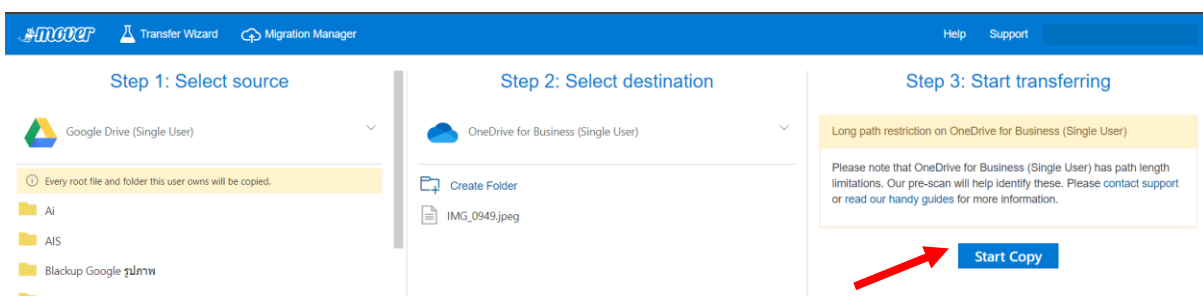 mover
Transfer Wizard
Migration Manager
Help
Support
Step 1: Select source
Google Drive (Single User)
Every root file and folder this user owns will be copied.
Ai
AIS
Blackup Google รูปภาพ
Step 2: Select destination
OneDrive for Business (Single User)
Create Folder
IMG_0949.jpeg
Step 3: Start transferring
Long path restriction on OneDrive for Business (Single User)
Please note that OneDrive for Business (Single User) has path length
limitations. Our pre-scan will help identify these. Please contact support
or read our handy guides for more information.
Start Copy